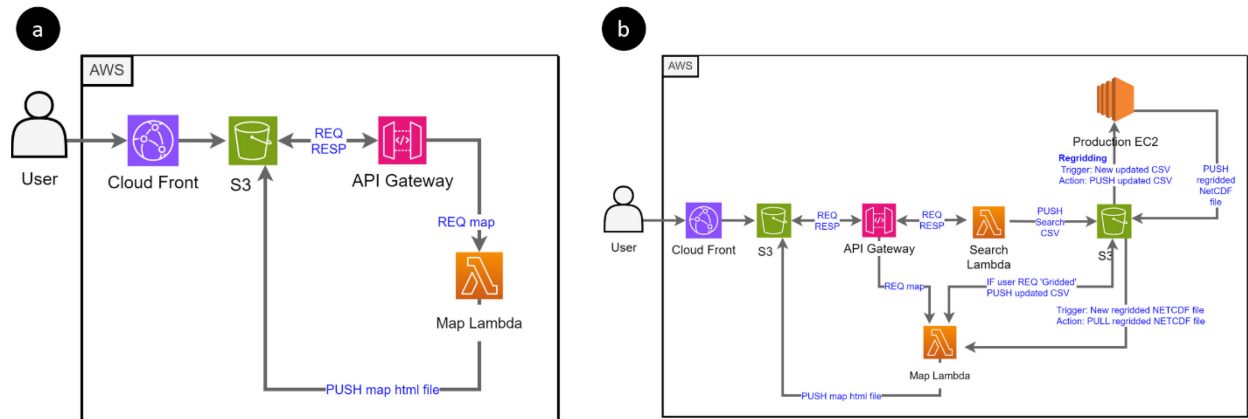 a
AWS
User
Cloud Front
S3
REQ
RESP
API Gateway
REQ map
Map Lambda
PUSH map html file
b
AWS
Production EC2
Regridding
Trigger: New updated CSV
Action: PUSH updated CSV
PUSH
regridded
NetCDF
file
User
Cloud Front
S3
REQ
RESP
API Gateway
REQ
RESP
Search
Lambda
PUSH
Search
CSV
S3
REQ map
IF user REQ 'Gridded'
PUSH updated CSV
Trigger: New regridded NETCDF file
Action: PULL regridded NETCDF file
Map Lambda
PUSH map html file